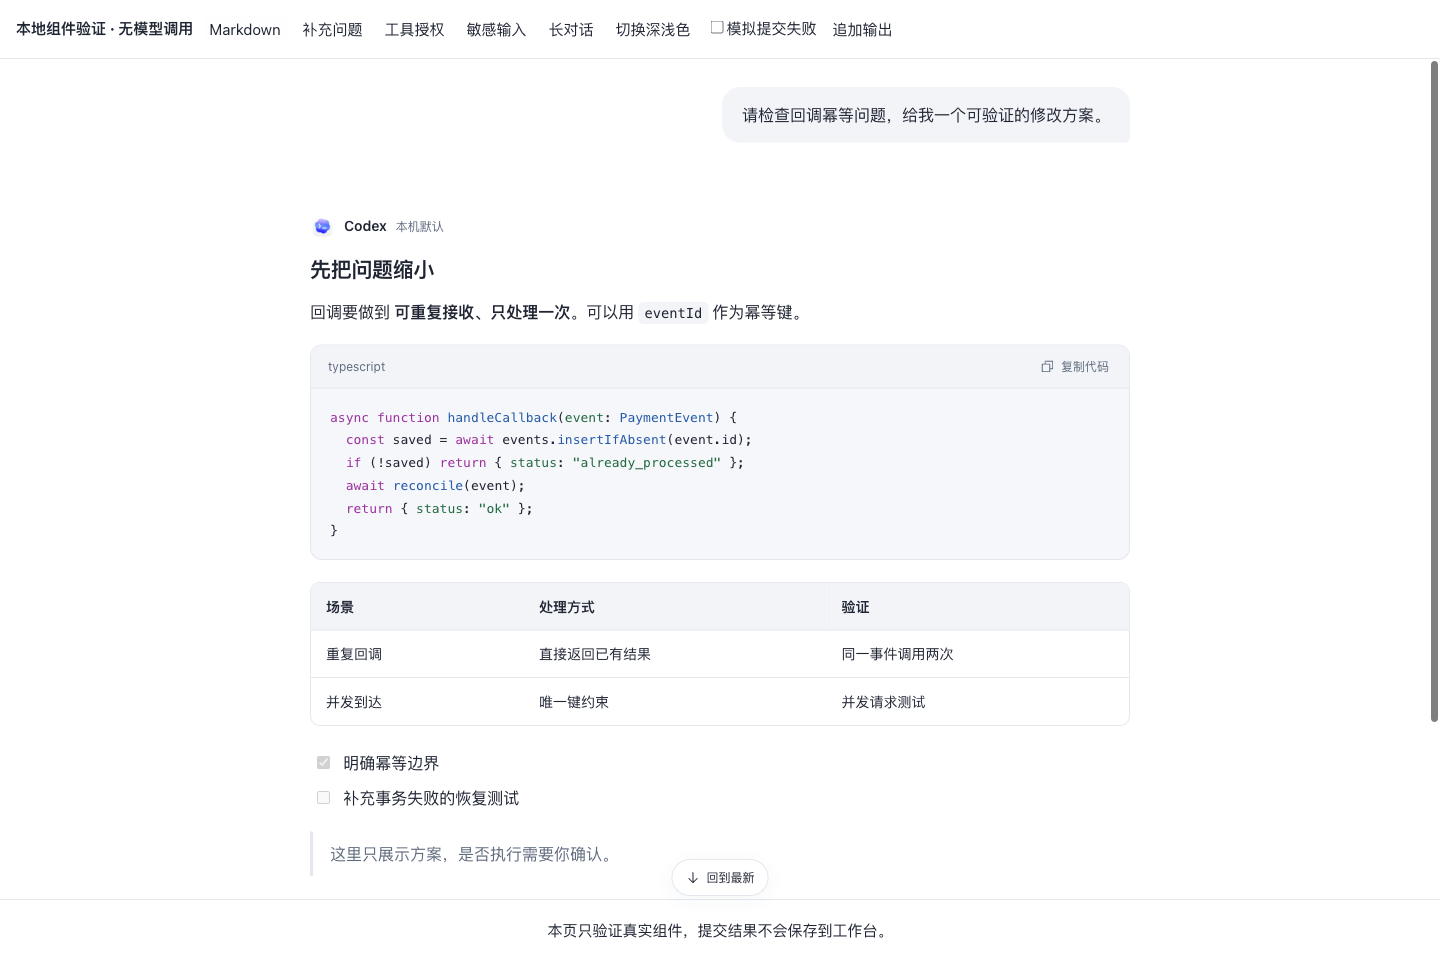 本地组件验证 · 无模型调用 Markdown 补充问题 工具授权 敏感输入 长对话 切换深浅色 模拟提交失败 追加输出
请检查回调幂等问题，给我一个可验证的修改方案。
Codex 本机默认
先把问题缩小
回调要做到 可重复接收、只处理一次。可以用 eventId 作为幂等键。
typescript 复制代码
async function handleCallback(event: PaymentEvent) {
  const saved = await events.insertIfAbsent(event.id);
  if (!saved) return { status: "already_processed" };
  await reconcile(event);
  return { status: "ok" };
}
场景 处理方式 验证
重复回调 直接返回已有结果 同一事件调用两次
并发到达 唯一键约束 并发请求测试
明确幂等边界
补充事务失败的恢复测试
这里只展示方案，是否执行需要你确认。
回到最新
本页只验证真实组件，提交结果不会保存到工作台。